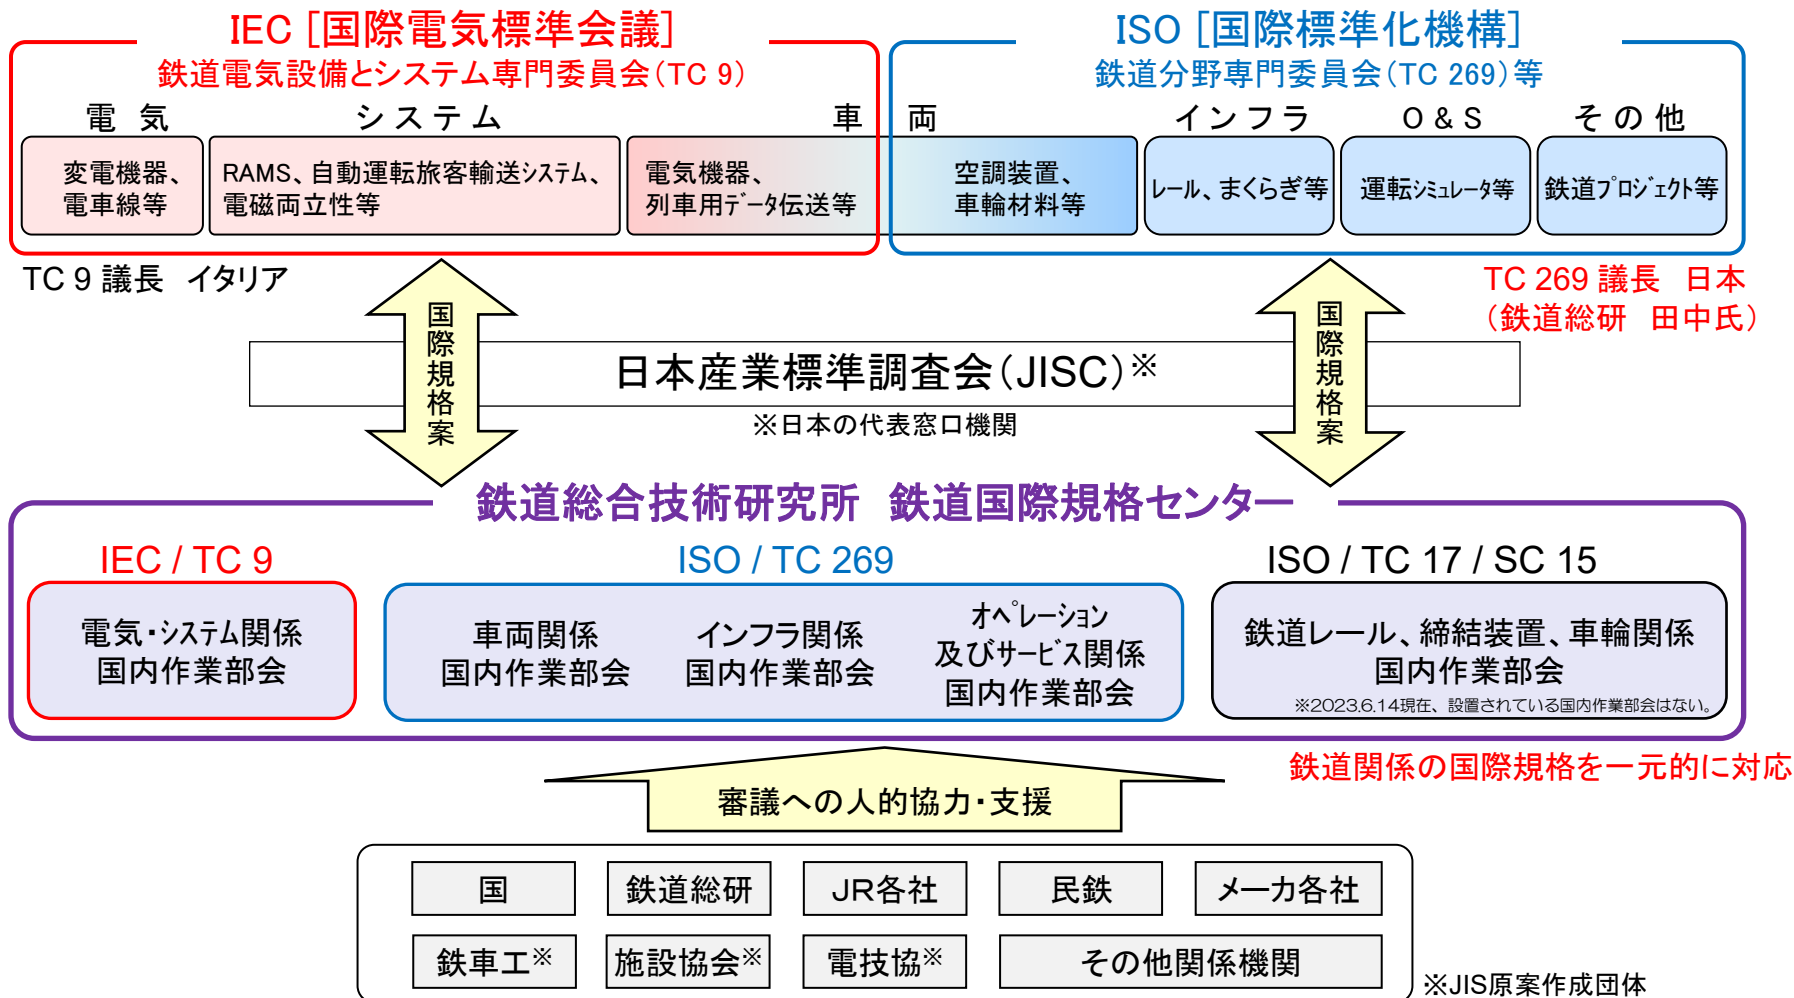 IEC [国際電気標準会議]
鉄道電気設備とシステム専門委員会(TC 9)
ISO [国際標準化機構]
鉄道分野専門委員会(TC 269)等
電 気
システム
車 両
インフラ
O & S
その他
変電機器、
電車線等
RAMS、自動運転旅客輸送システム、
電磁両立性等
電気機器、
列車用データ伝送等
空調装置、
車輪材料等
レール、まくらぎ等
運転シミュレータ等
鉄道プロジェクト等
TC 9 議長 イタリア
TC 269 議長 日本
(鉄道総研 田中氏)
国際規格案
国際規格案
日本産業標準調査会(JISC)※
※日本の代表窓口機関
鉄道総合技術研究所 鉄道国際規格センター
IEC / TC 9
電気・システム関係
国内作業部会
ISO / TC 269
車両関係
国内作業部会
インフラ関係
国内作業部会
オペレーション
及びサービス関係
国内作業部会
ISO / TC 17 / SC 15
鉄道レール、締結装置、車輪関係
国内作業部会
※2023.6.14現在、設置されている国内作業部会はない。
鉄道関係の国際規格を一元的に対応
審議への人的協力・支援
国
鉄道総研
JR各社
民鉄
メーカ各社
鉄車工※
施設協会※
電技協※
その他関係機関
※JIS原案作成団体